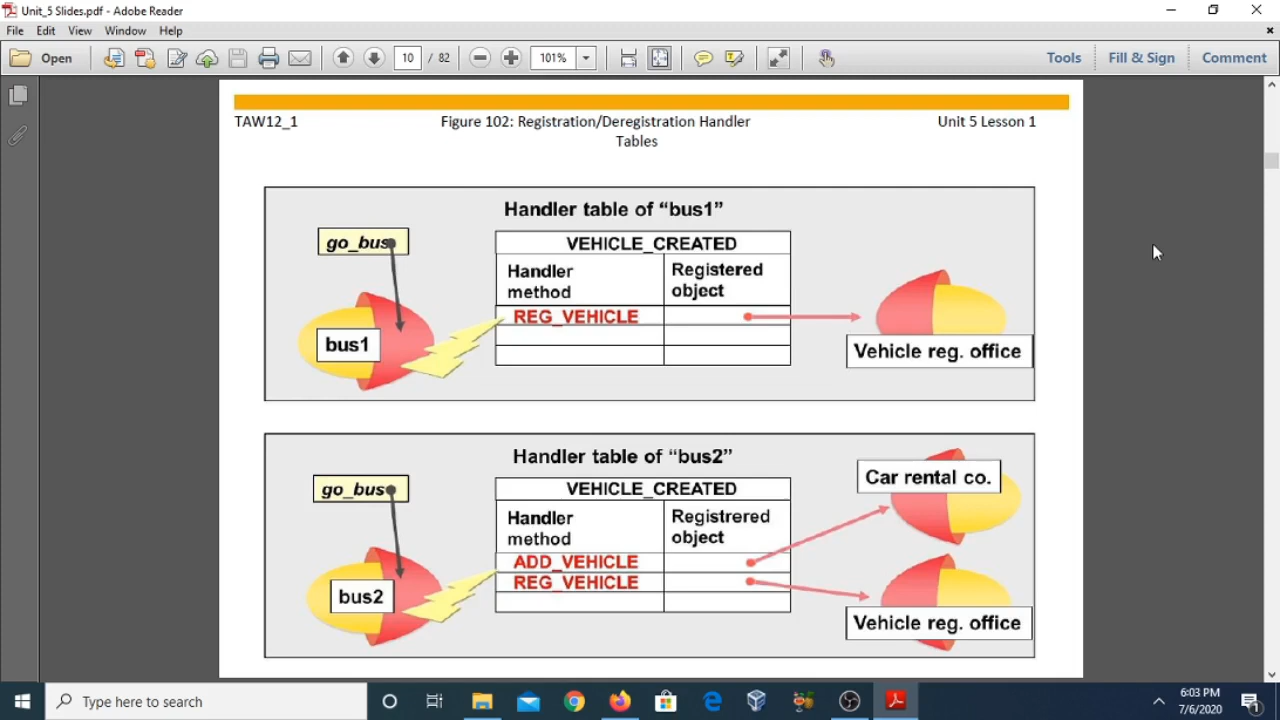 Unit_5 Slides.pdf - Adobe Reader
File Edit View Window Help
Open 10 / 82 101% Tools Fill & Sign Comment
TAW12_1 Figure 102: Registration/Deregistration Handler Unit 5 Lesson 1
Tables
Handler table of “bus1”
go_bus
VEHICLE_CREATED
Handler Registered
method object
REG_VEHICLE
bus1
Vehicle reg. office
Handler table of “bus2”
go_bus
VEHICLE_CREATED
Car rental co.
Handler Registrered
method object
ADD_VEHICLE
REG_VEHICLE
bus2
Vehicle reg. office
Type here to search
6:03 PM
7/6/2020
1